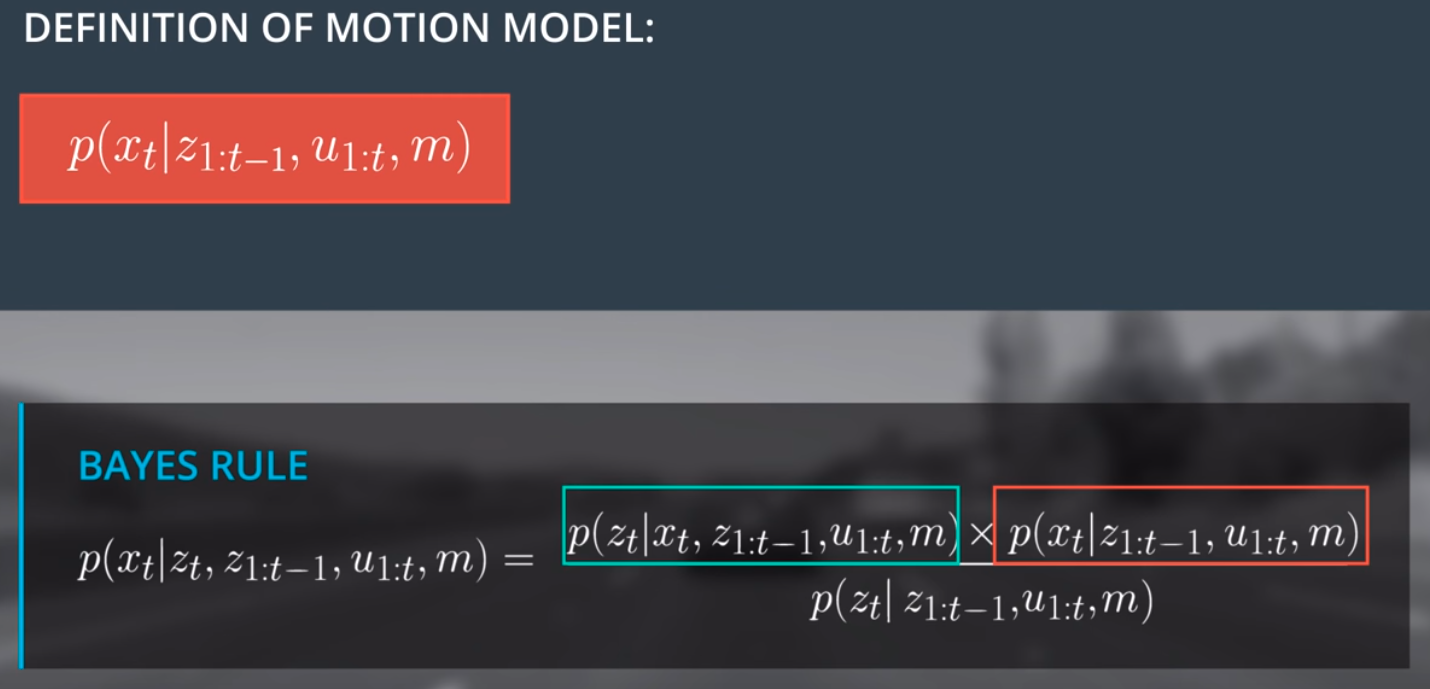 DEFINITION OF MOTION MODEL:
p(x_t|z_{1:t−1}, u_{1:t}, m)
BAYES RULE
p(x_t|z_t, z_{1:t−1}, u_{1:t}, m) = p(z_t|x_t, z_{1:t−1},u_{1:t},m) × p(x_t|z_{1:t−1}, u_{1:t}, m)
p(z_t| z_{1:t−1},u_{1:t},m)